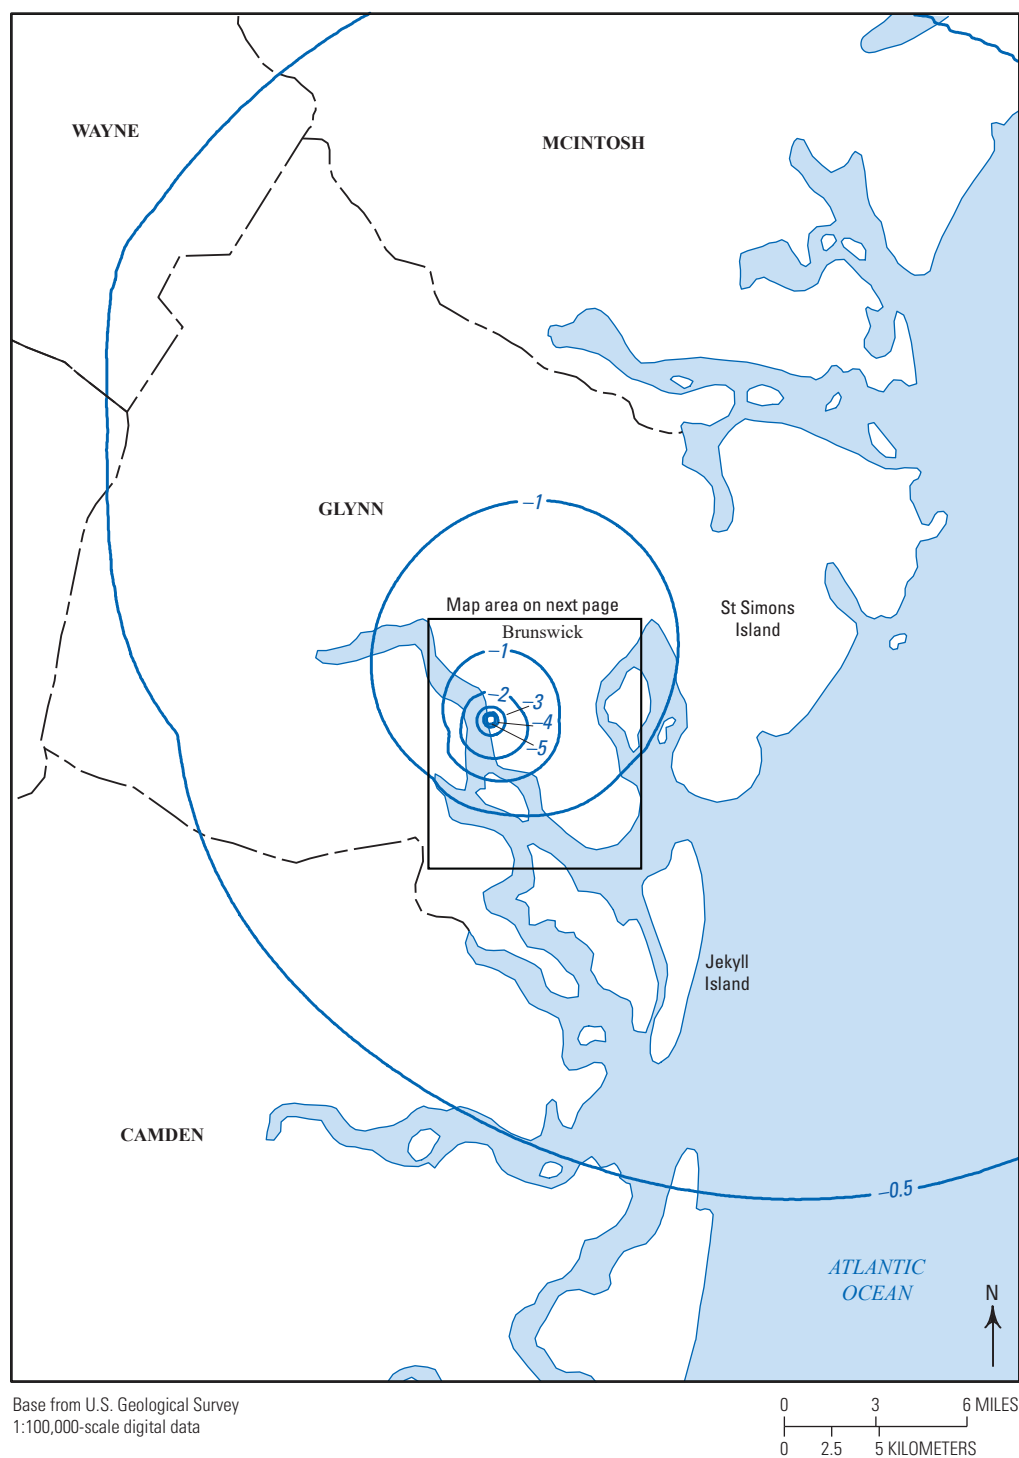 WAYNE
MCINTOSH
–1
GLYNN
Map area on next page
St Simons
Island
Brunswick
–1
–2
–3
–4
–5
Jekyll
Island
CAMDEN
–0.5
ATLANTIC
OCEAN
N
Base from U.S. Geological Survey
1:100,000-scale digital data
0 3 6 MILES
0 2.5 5 KILOMETERS